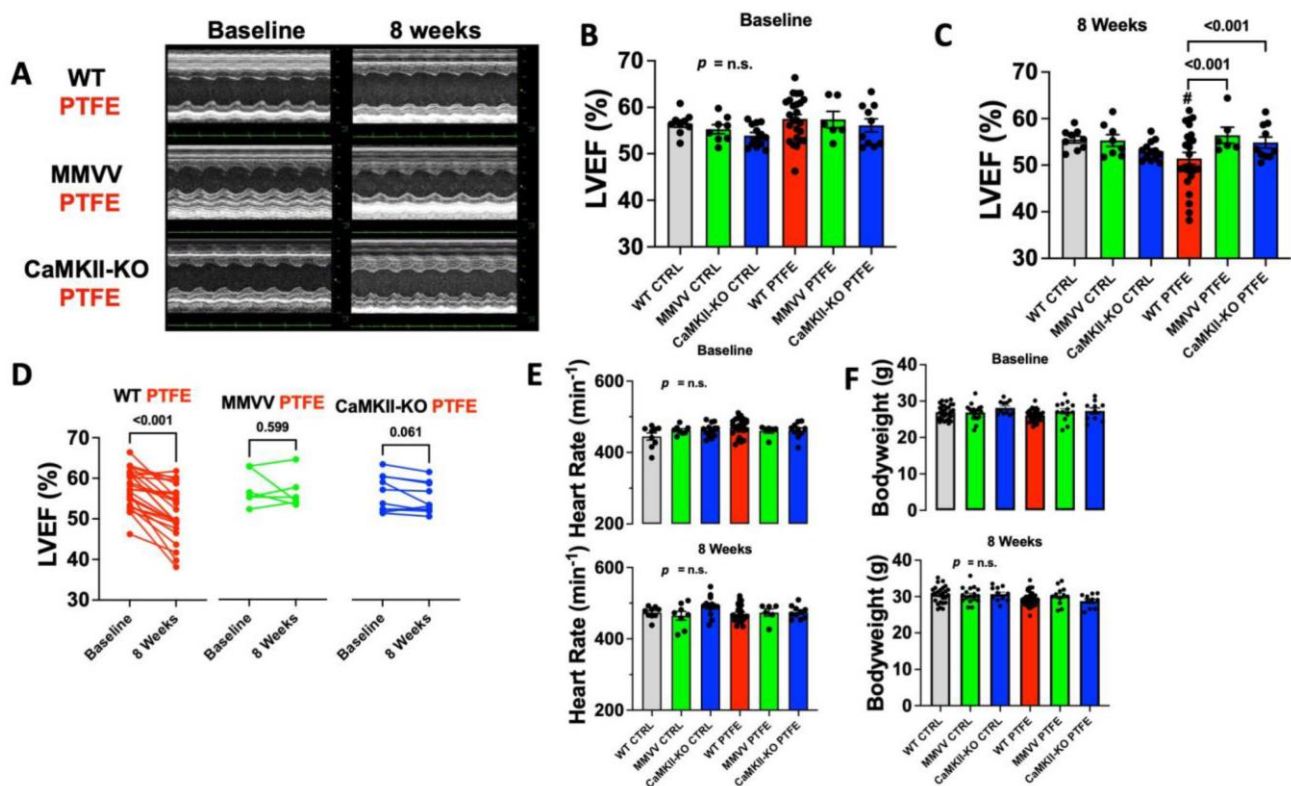 A
Baseline 8 weeks
WT
PTFE
MMVV
PTFE
CaMKII-KO
PTFE
B
Baseline
p = n.s.
LVEF (%)
70
60
50
40
30
WT CTRL
MMVV CTRL
CaMKII-KO CTRL
WT PTFE
MMVV PTFE
CaMKII-KO PTFE
C
8 Weeks
<0.001
<0.001
#
LVEF (%)
70
60
50
40
30
WT CTRL
MMVV CTRL
CaMKII-KO CTRL
WT PTFE
MMVV PTFE
CaMKII-KO PTFE
D
WT PTFE MMVV PTFE CaMKII-KO PTFE
<0.001 0.599 0.061
LVEF (%)
70
60
50
40
30
Baseline
8 Weeks
Baseline
8 Weeks
Baseline
8 Weeks
E
Baseline
p = n.s.
Heart Rate (min⁻¹)
600
400
200
8 Weeks
p = n.s.
Heart Rate (min⁻¹)
600
400
200
WT CTRL
MMVV CTRL
CaMKII-KO CTRL
WT PTFE
MMVV PTFE
CaMKII-KO PTFE
F
Baseline
Bodyweight (g)
40
30
20
10
0
8 Weeks
p = n.s.
Bodyweight (g)
40
30
20
10
0
WT CTRL
MMVV CTRL
CaMKII-KO CTRL
WT PTFE
MMVV PTFE
CaMKII-KO PTFE